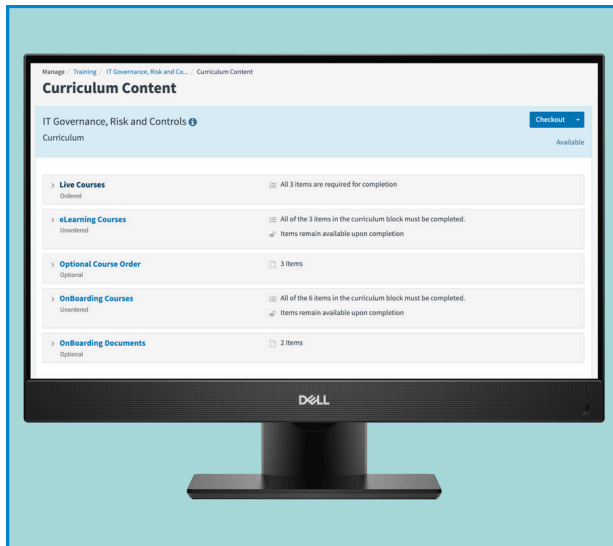 Manage / Training / IT Governance, Risk and Co... / Curriculum Content
Curriculum Content
IT Governance, Risk and Controls
Checkout
Curriculum
Available
Live Courses
All 3 items are required for completion
Ordered
eLearning Courses
All of the 3 items in the curriculum block must be completed.
Unordered
Items remain available upon completion
Optional Course Order
3 Items
Optional
OnBoarding Courses
All of the 6 items in the curriculum block must be completed.
Unordered
Items remain available upon completion
OnBoarding Documents
2 Items
Optional
DELL